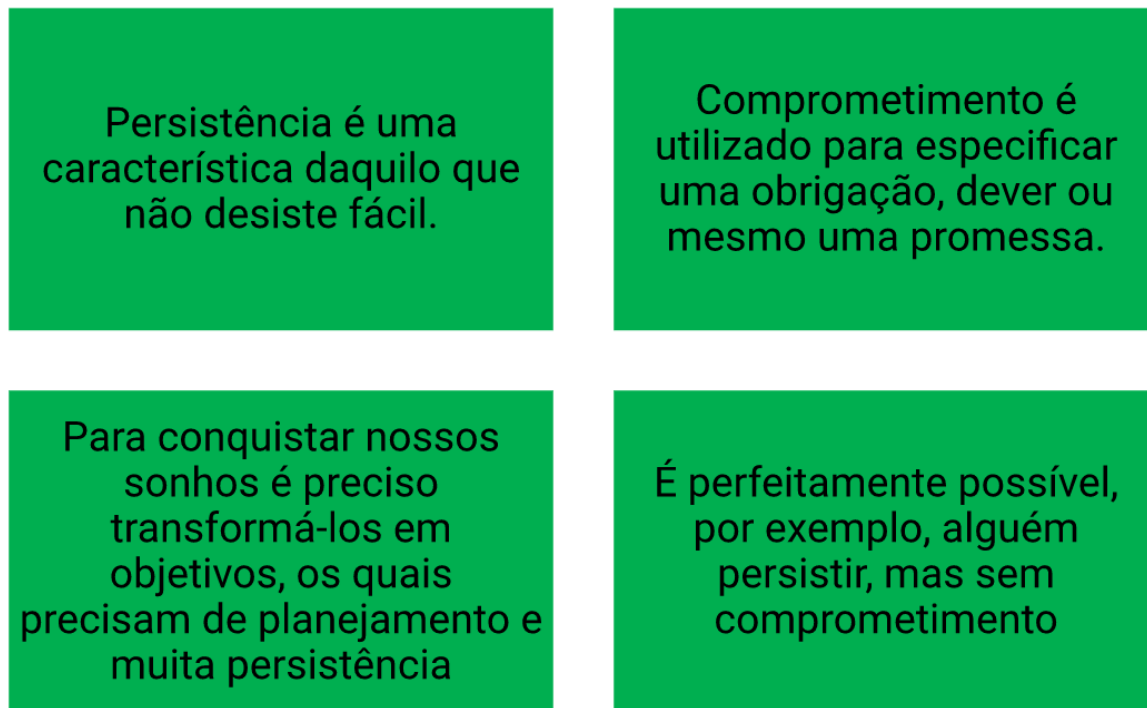 Persistência é uma
característica daquilo que
não desiste fácil.
Comprometimento é
utilizado para especificar
uma obrigação, dever ou
mesmo uma promessa.
Para conquistar nossos
sonhos é preciso
transformá-los em
objetivos, os quais
precisam de planejamento e
muita persistência
É perfeitamente possível,
por exemplo, alguém
persistir, mas sem
comprometimento